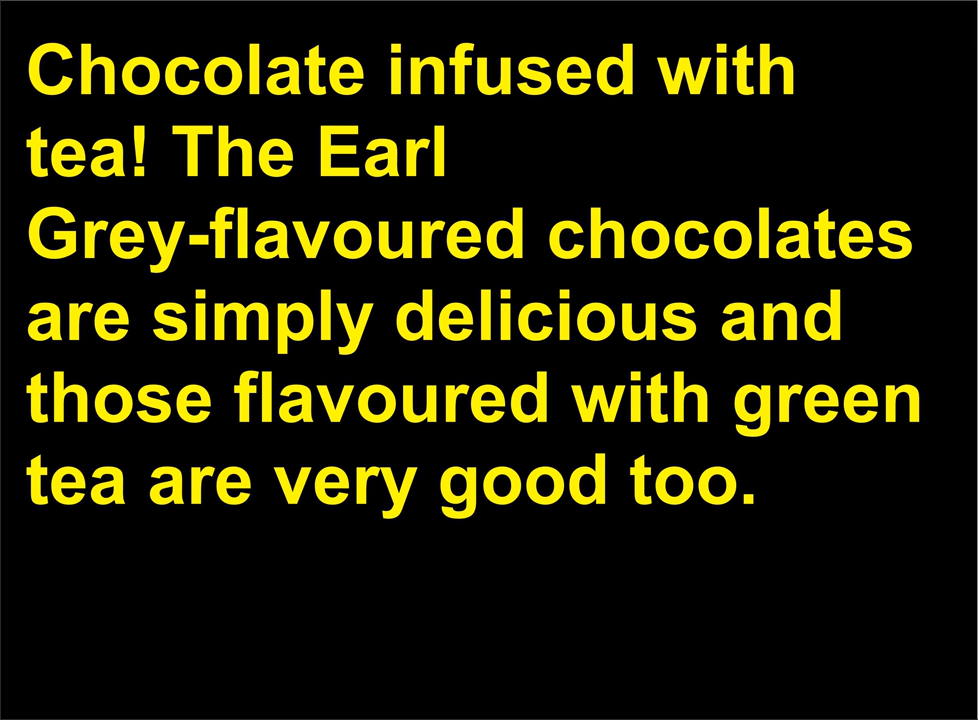 Chocolate infused with
tea! The Earl
Grey-flavoured chocolates
are simply delicious and
those flavoured with green
tea are very good too.